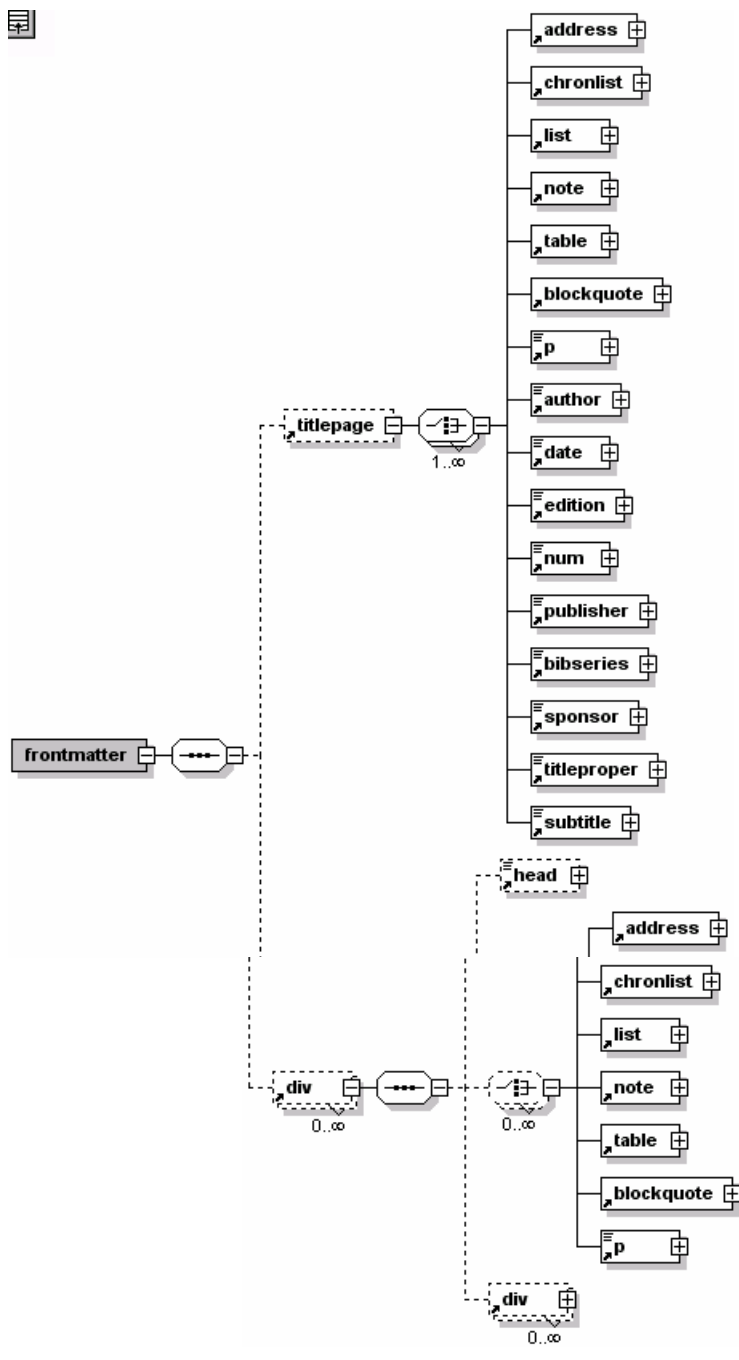 address
chronlist
list
note
table
blockquote
p
author
titlepage
date
1..∞
edition
num
publisher
bibseries
sponsor
frontmatter
titleproper
subtitle
head
address
chronlist
list
div
note
0..∞
0..∞
table
blockquote
p
div
0..∞